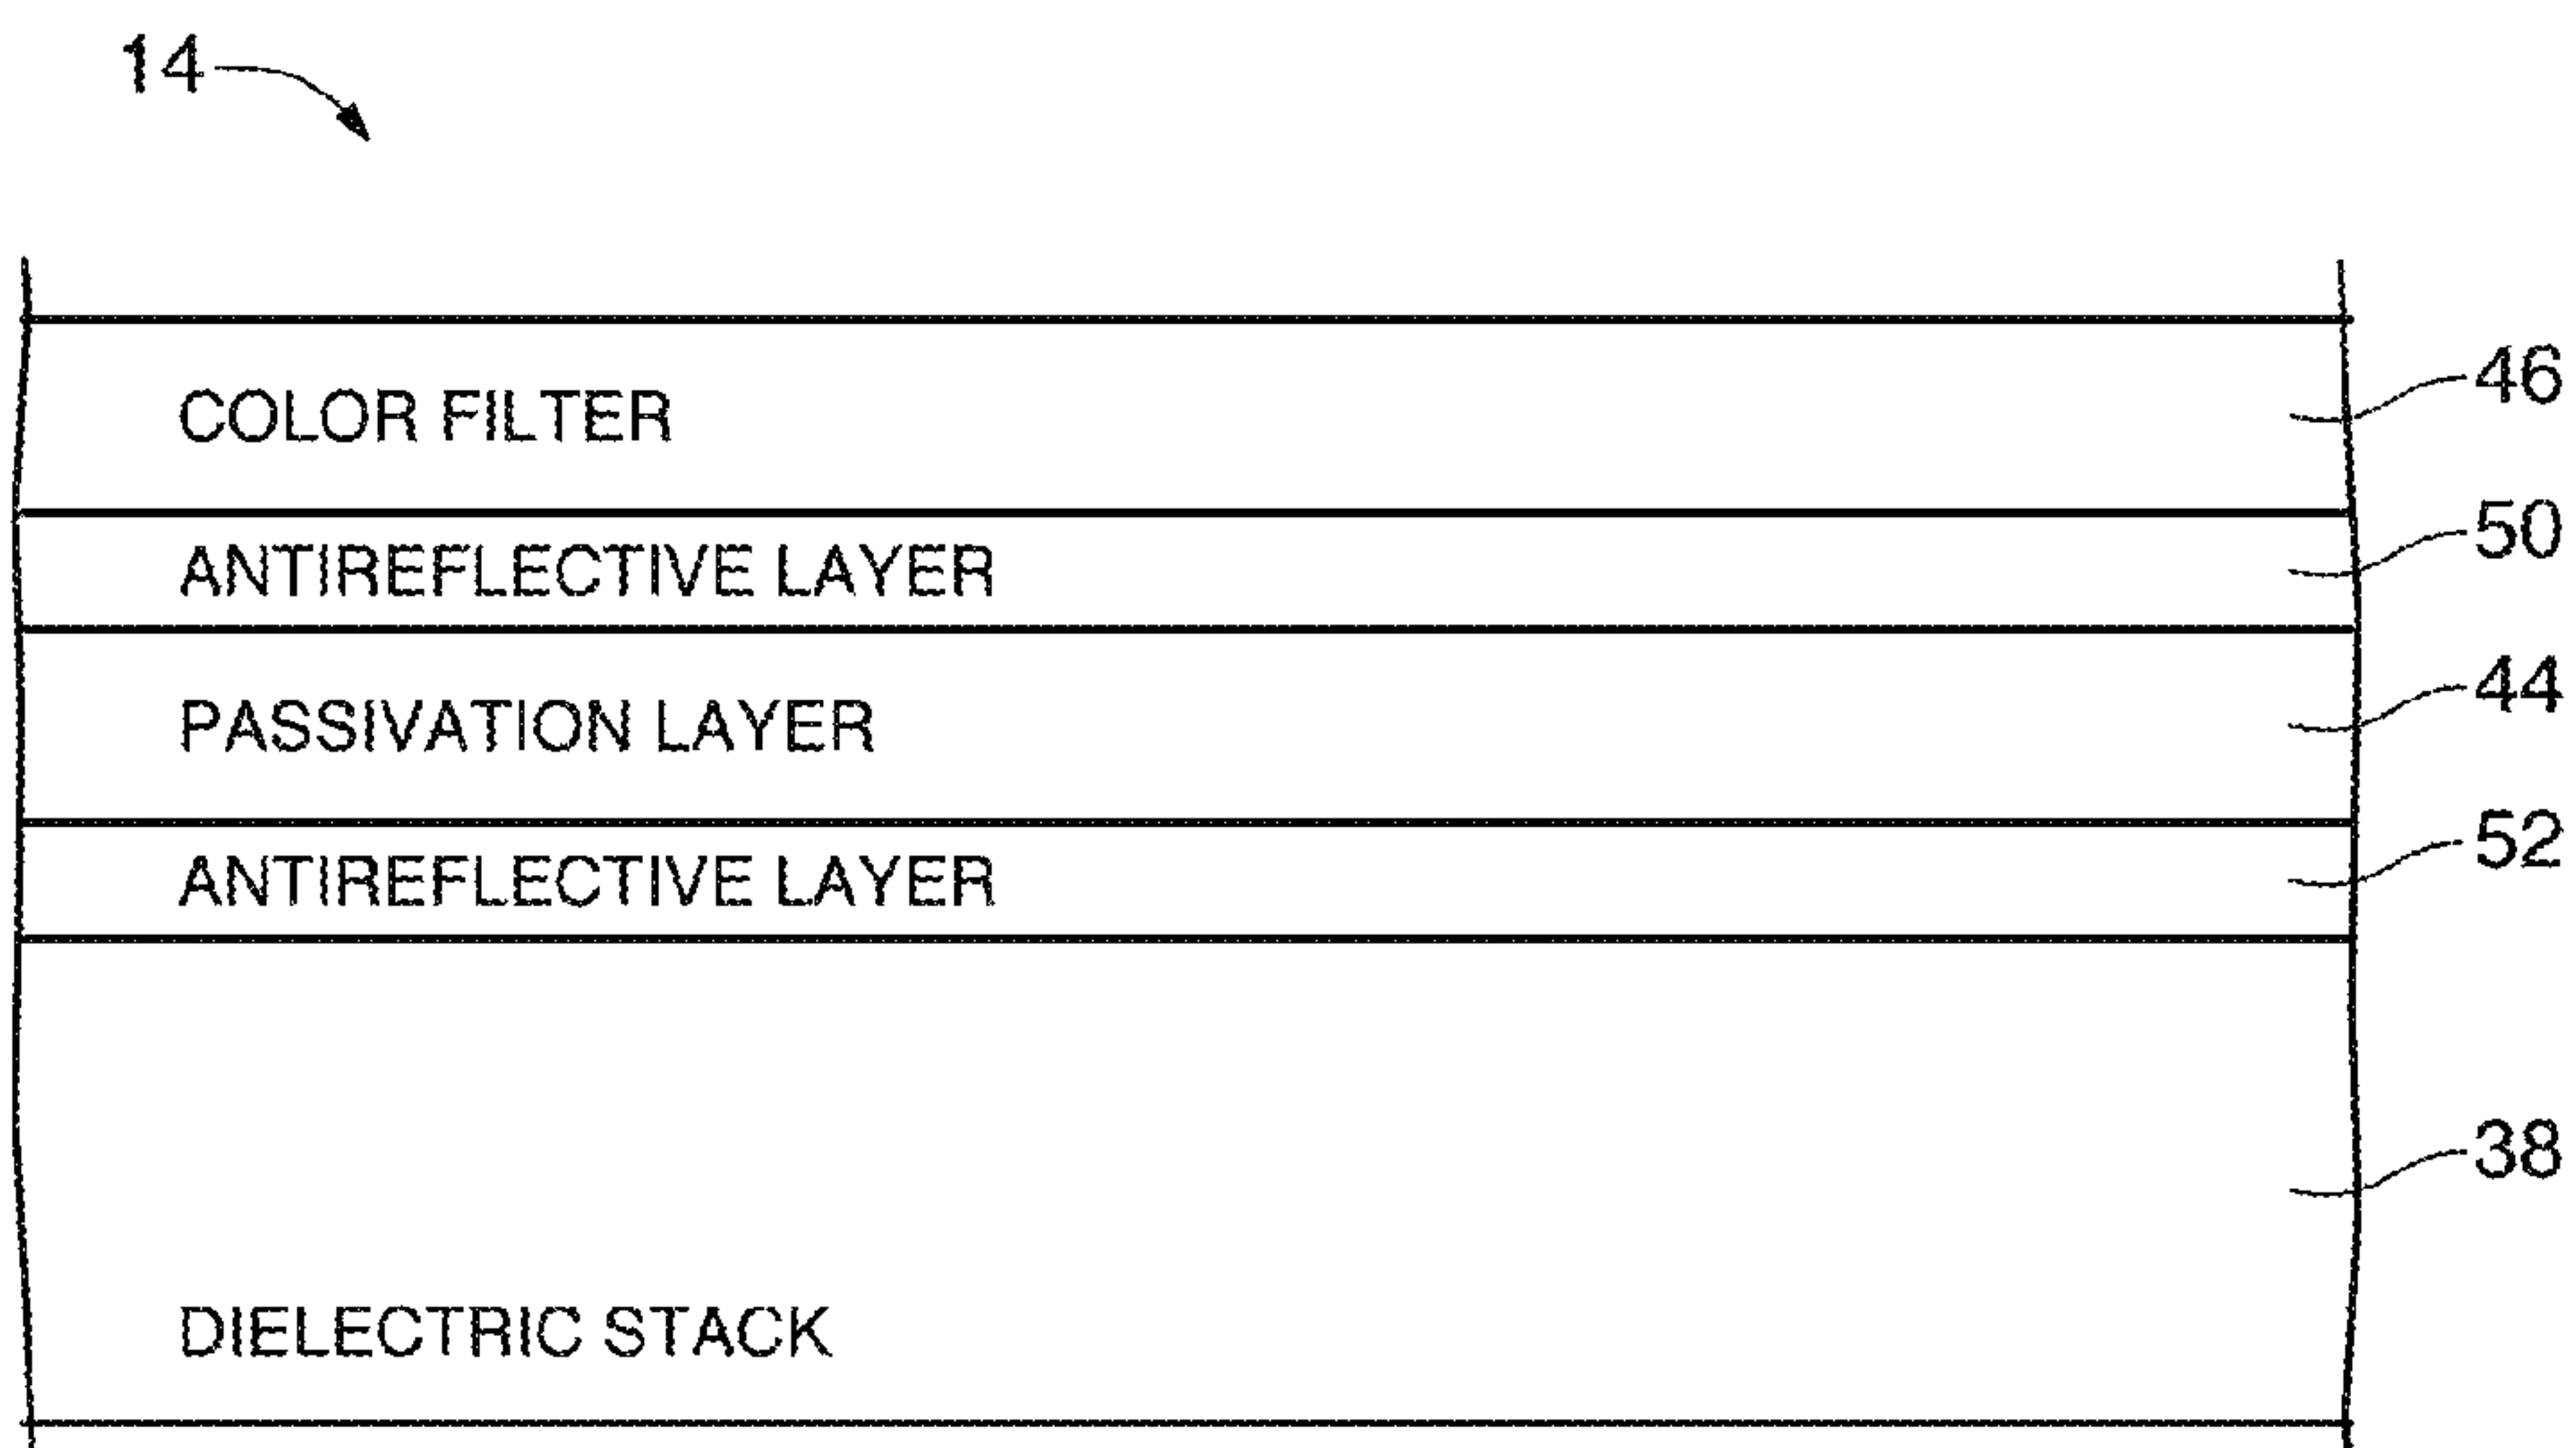 14
COLOR FILTER
46
ANTIREFLECTIVE LAYER
50
PASSIVATION LAYER
44
ANTIREFLECTIVE LAYER
52
38
DIELECTRIC STACK